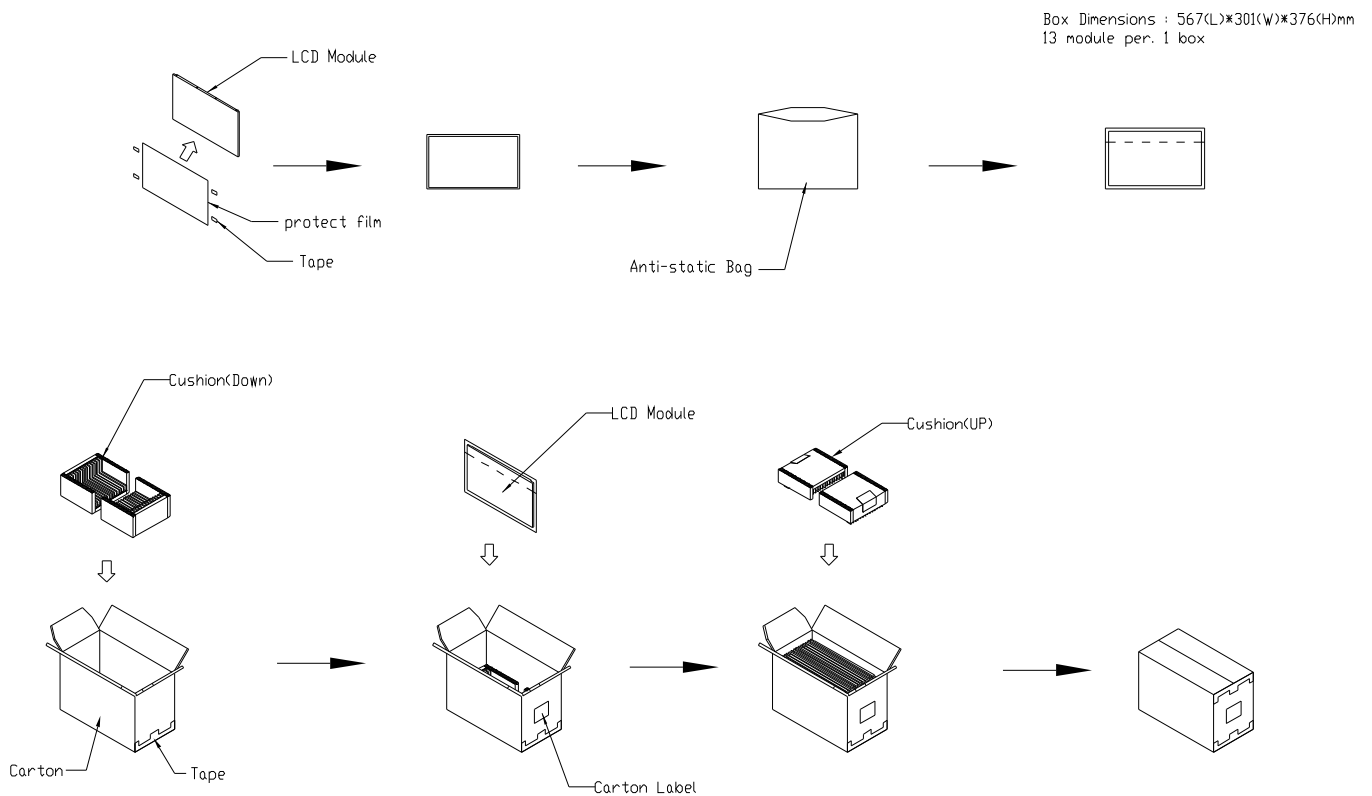 Box Dimensions : 567(L)*301(W)*376(H)mm
13 module per. 1 box
LCD Module
protect film
Tape
Anti-static Bag
Cushion(Down)
LCD Module
Cushion(UP)
Carton
Tape
Carton Label